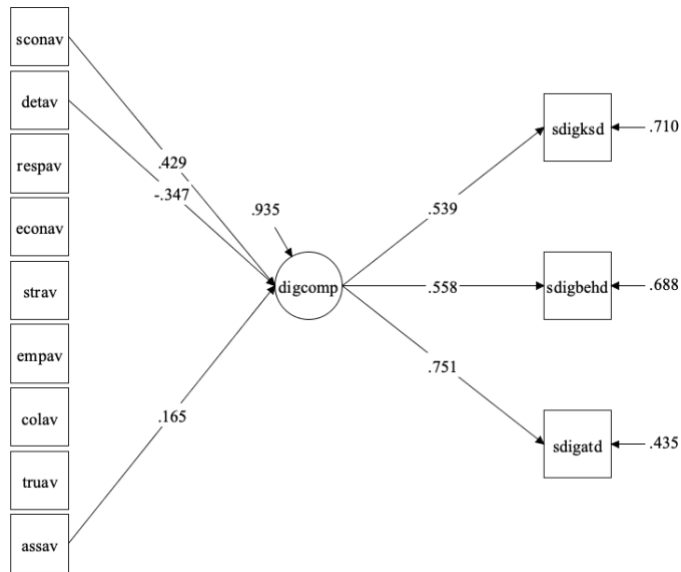 sconav
detav
respav
econav
strav
empav
colav
truav
assav
.429
-.347
.165
.935
digcomp
.539
.558
.751
sdigksd
.710
sdigbehd
.688
sdigatd
.435